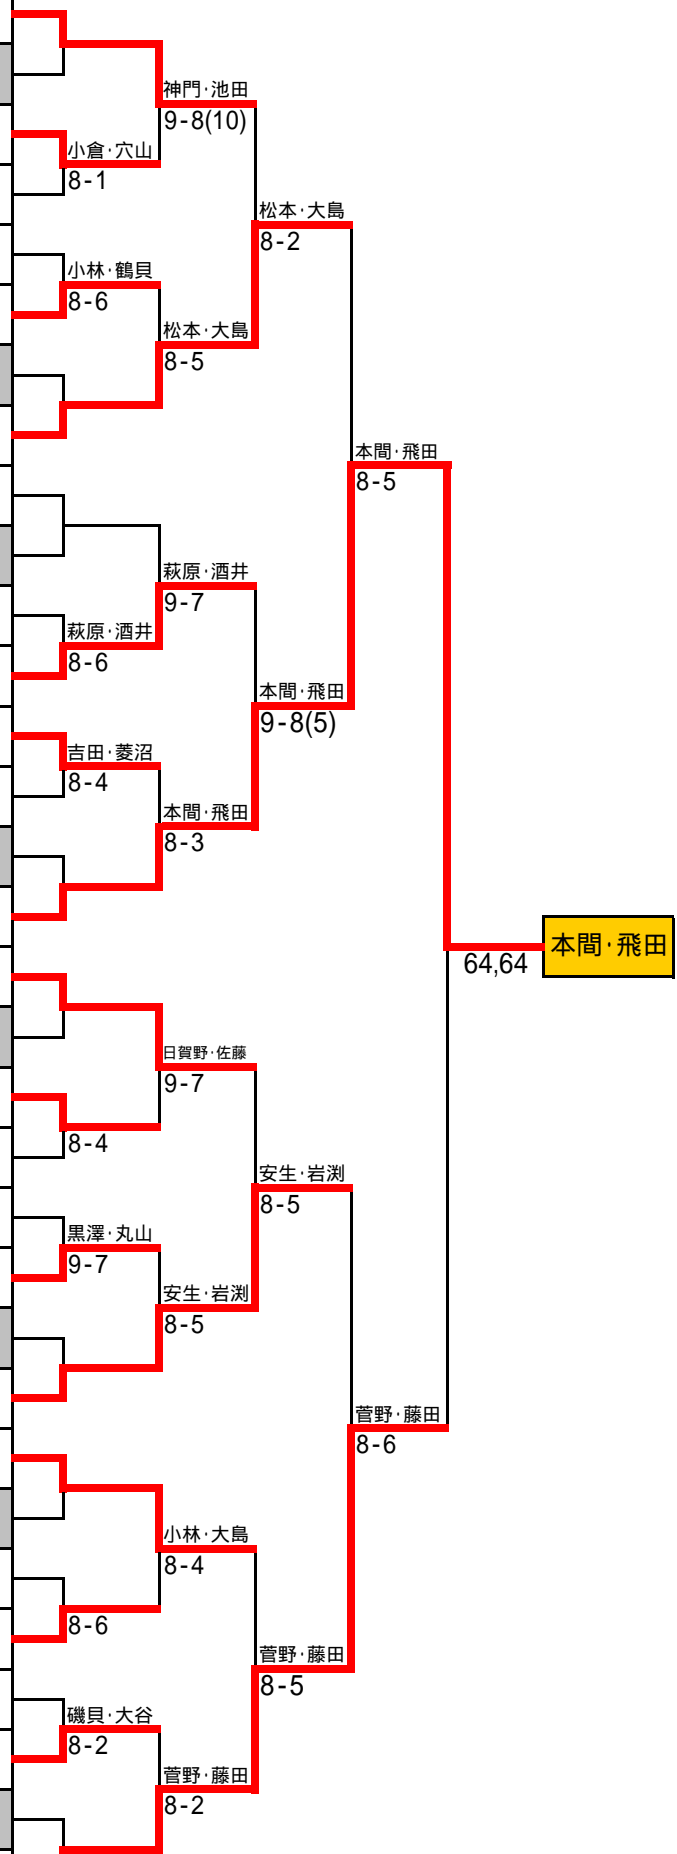 神門・池田
9-8(10)
小倉・穴山
8-1
松本・大島
8-2
小林・鶴貝
8-6
松本・大島
8-5
本間・飛田
8-5
萩原・酒井
9-7
萩原・酒井
8-6
本間・飛田
9-8(5)
吉田・菱沼
8-4
本間・飛田
8-3
本間・飛田
64,64
日賀野・佐藤
9-7
8-4
安生・岩渕
8-5
黒澤・丸山
9-7
安生・岩渕
8-5
菅野・藤田
8-6
小林・大島
8-4
8-6
菅野・藤田
8-5
磯貝・大谷
8-2
菅野・藤田
8-2